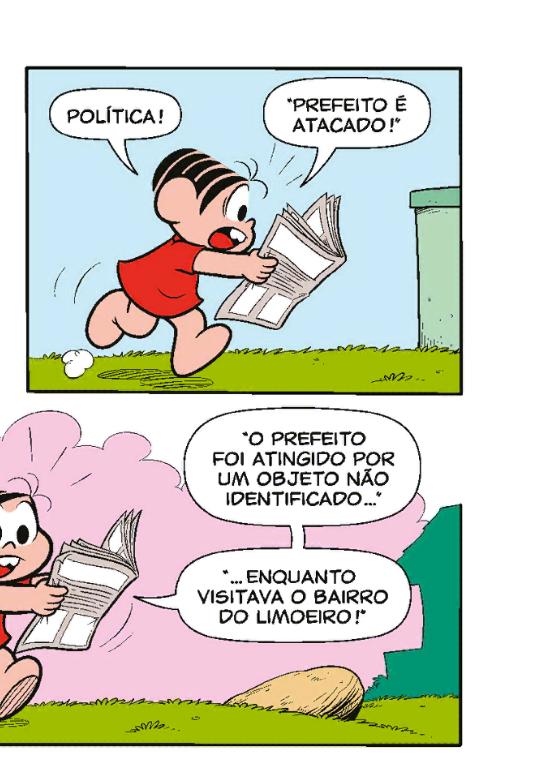 POLÍTICA!
"PREFEITO É
ATACADO!"
"O PREFEITO
FOI ATINGIDO POR
UM OBJETO NÃO
IDENTIFICADO..."
"...ENQUANTO
VISITAVA O BAIRRO
DO LIMOEIRO!"